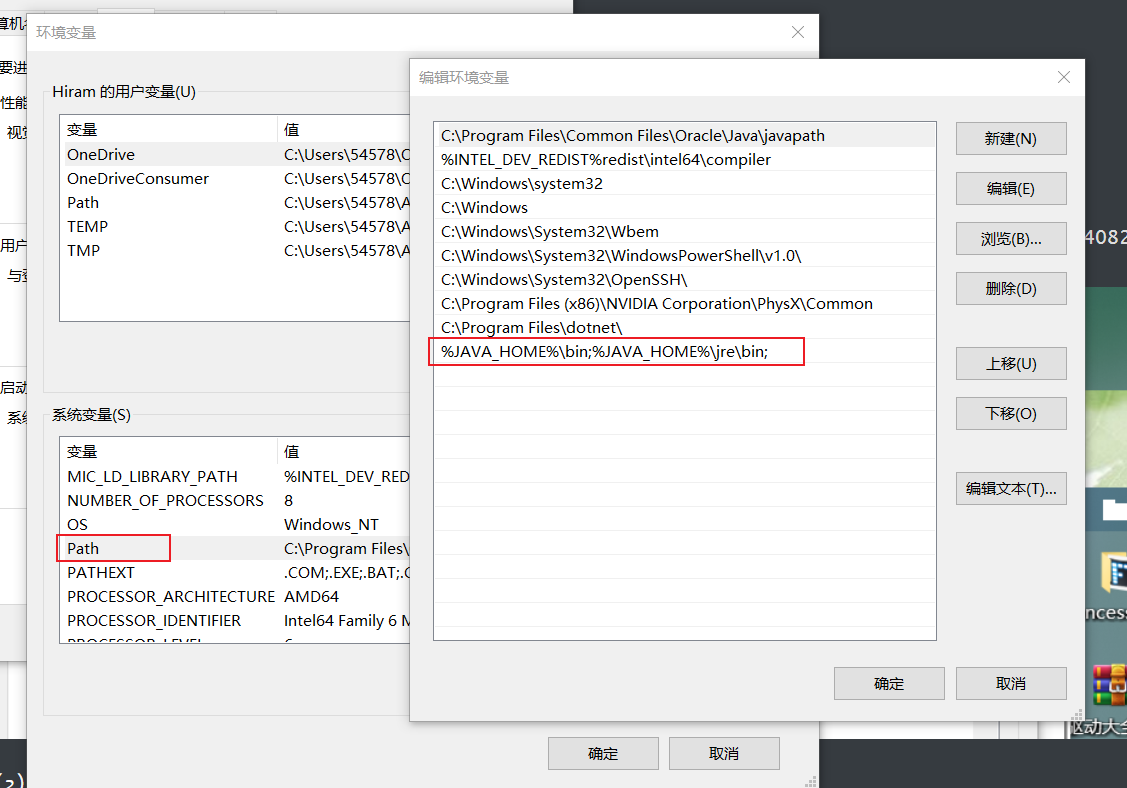 算机名
要进
性能
视觉
用户
与登
启动
系统
环境变量
Hiram 的用户变量(U)
变量 值
OneDrive C:\Users\54578\O
OneDriveConsumer C:\Users\54578\O
Path C:\Users\54578\A
TEMP C:\Users\54578\A
TMP C:\Users\54578\A
系统变量(S)
变量 值
MIC_LD_LIBRARY_PATH %INTEL_DEV_RED
NUMBER_OF_PROCESSORS 8
OS Windows_NT
Path C:\Program Files\
PATHEXT .COM;.EXE;.BAT;.C
PROCESSOR_ARCHITECTURE AMD64
PROCESSOR_IDENTIFIER Intel64 Family 6 M
PROCESSOR_LEVEL 6
确定
取消
编辑环境变量
C:\Program Files\Common Files\Oracle\Java\javapath
%INTEL_DEV_REDIST%redist\intel64\compiler
C:\Windows\system32
C:\Windows
C:\Windows\System32\Wbem
C:\Windows\System32\WindowsPowerShell\v1.0\
C:\Windows\System32\OpenSSH\
C:\Program Files (x86)\NVIDIA Corporation\PhysX\Common
C:\Program Files\dotnet\
%JAVA_HOME%\bin;%JAVA_HOME%\jre\bin;
新建(N)
编辑(E)
浏览(B)...
删除(D)
上移(U)
下移(O)
编辑文本(T)...
确定
取消
4082
ncess
驱动大全